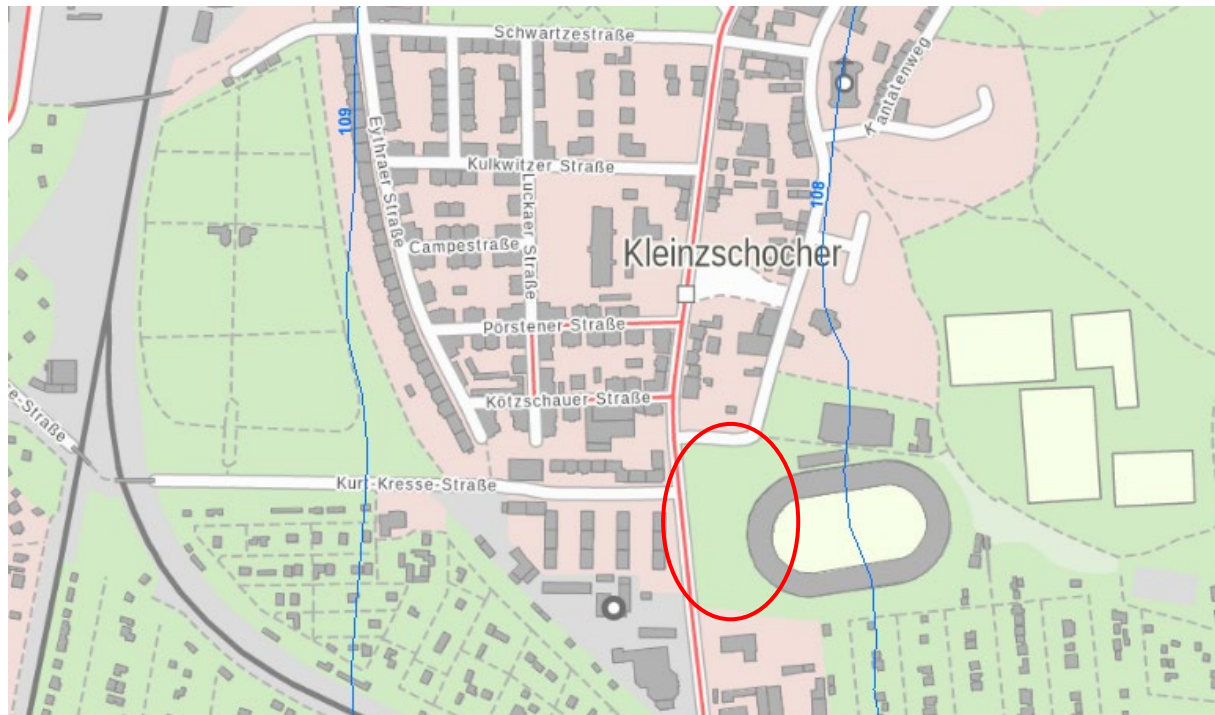 Schwartzestraße
Kantatenweg
109
Eythraer Straße
Kulkwitzer Straße
Luckaer Straße
108
Campestraße
Kleinzschocher
Pörstener Straße
Kötzschauer Straße
e-Straße
Kurt-Kresse-Straße